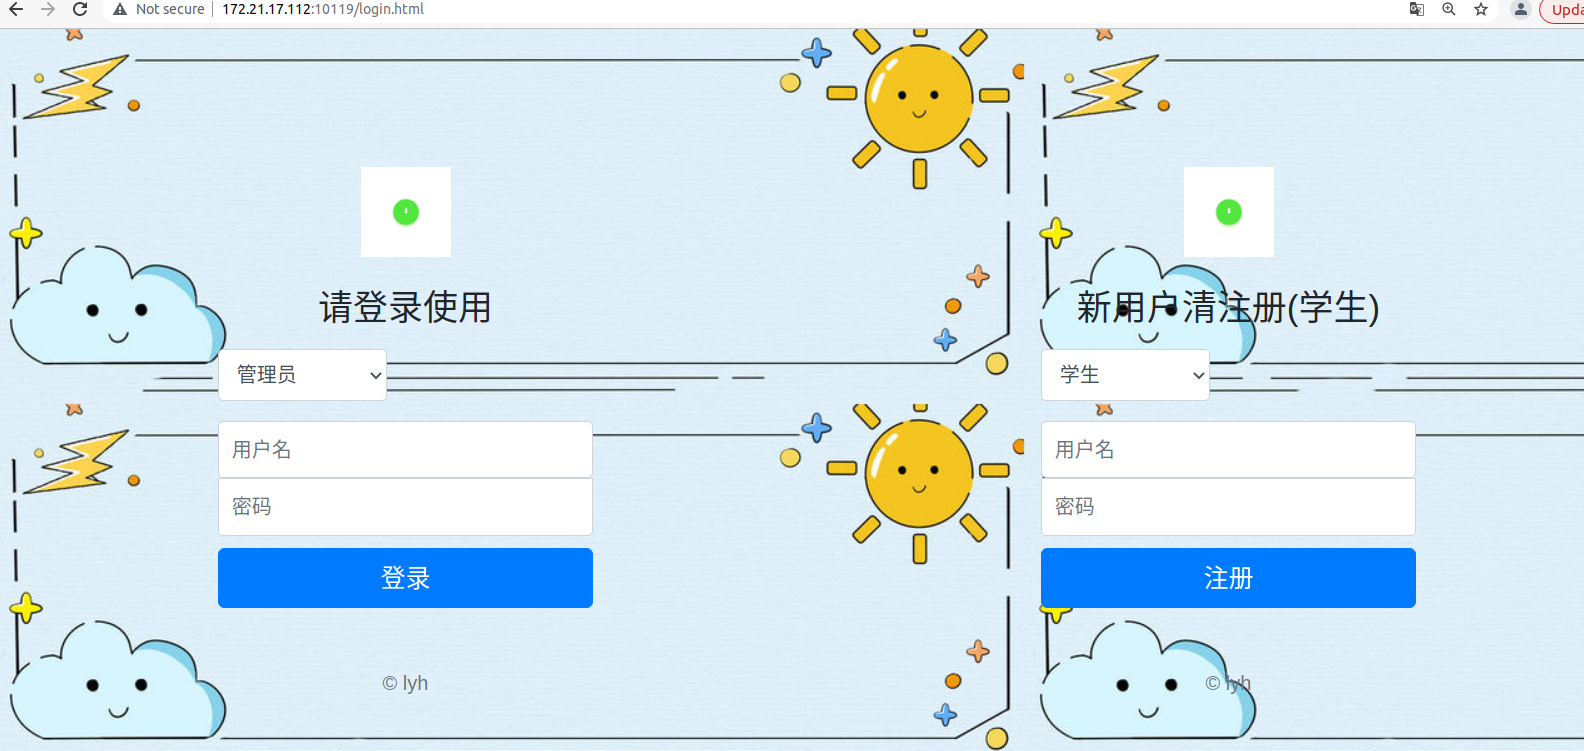 Not secure | 172.21.17.112:10119/login.html
Upda
请登录使用
管理员
用户名
密码
登录
© lyh
新用户清注册(学生)
学生
用户名
密码
注册
© lyh